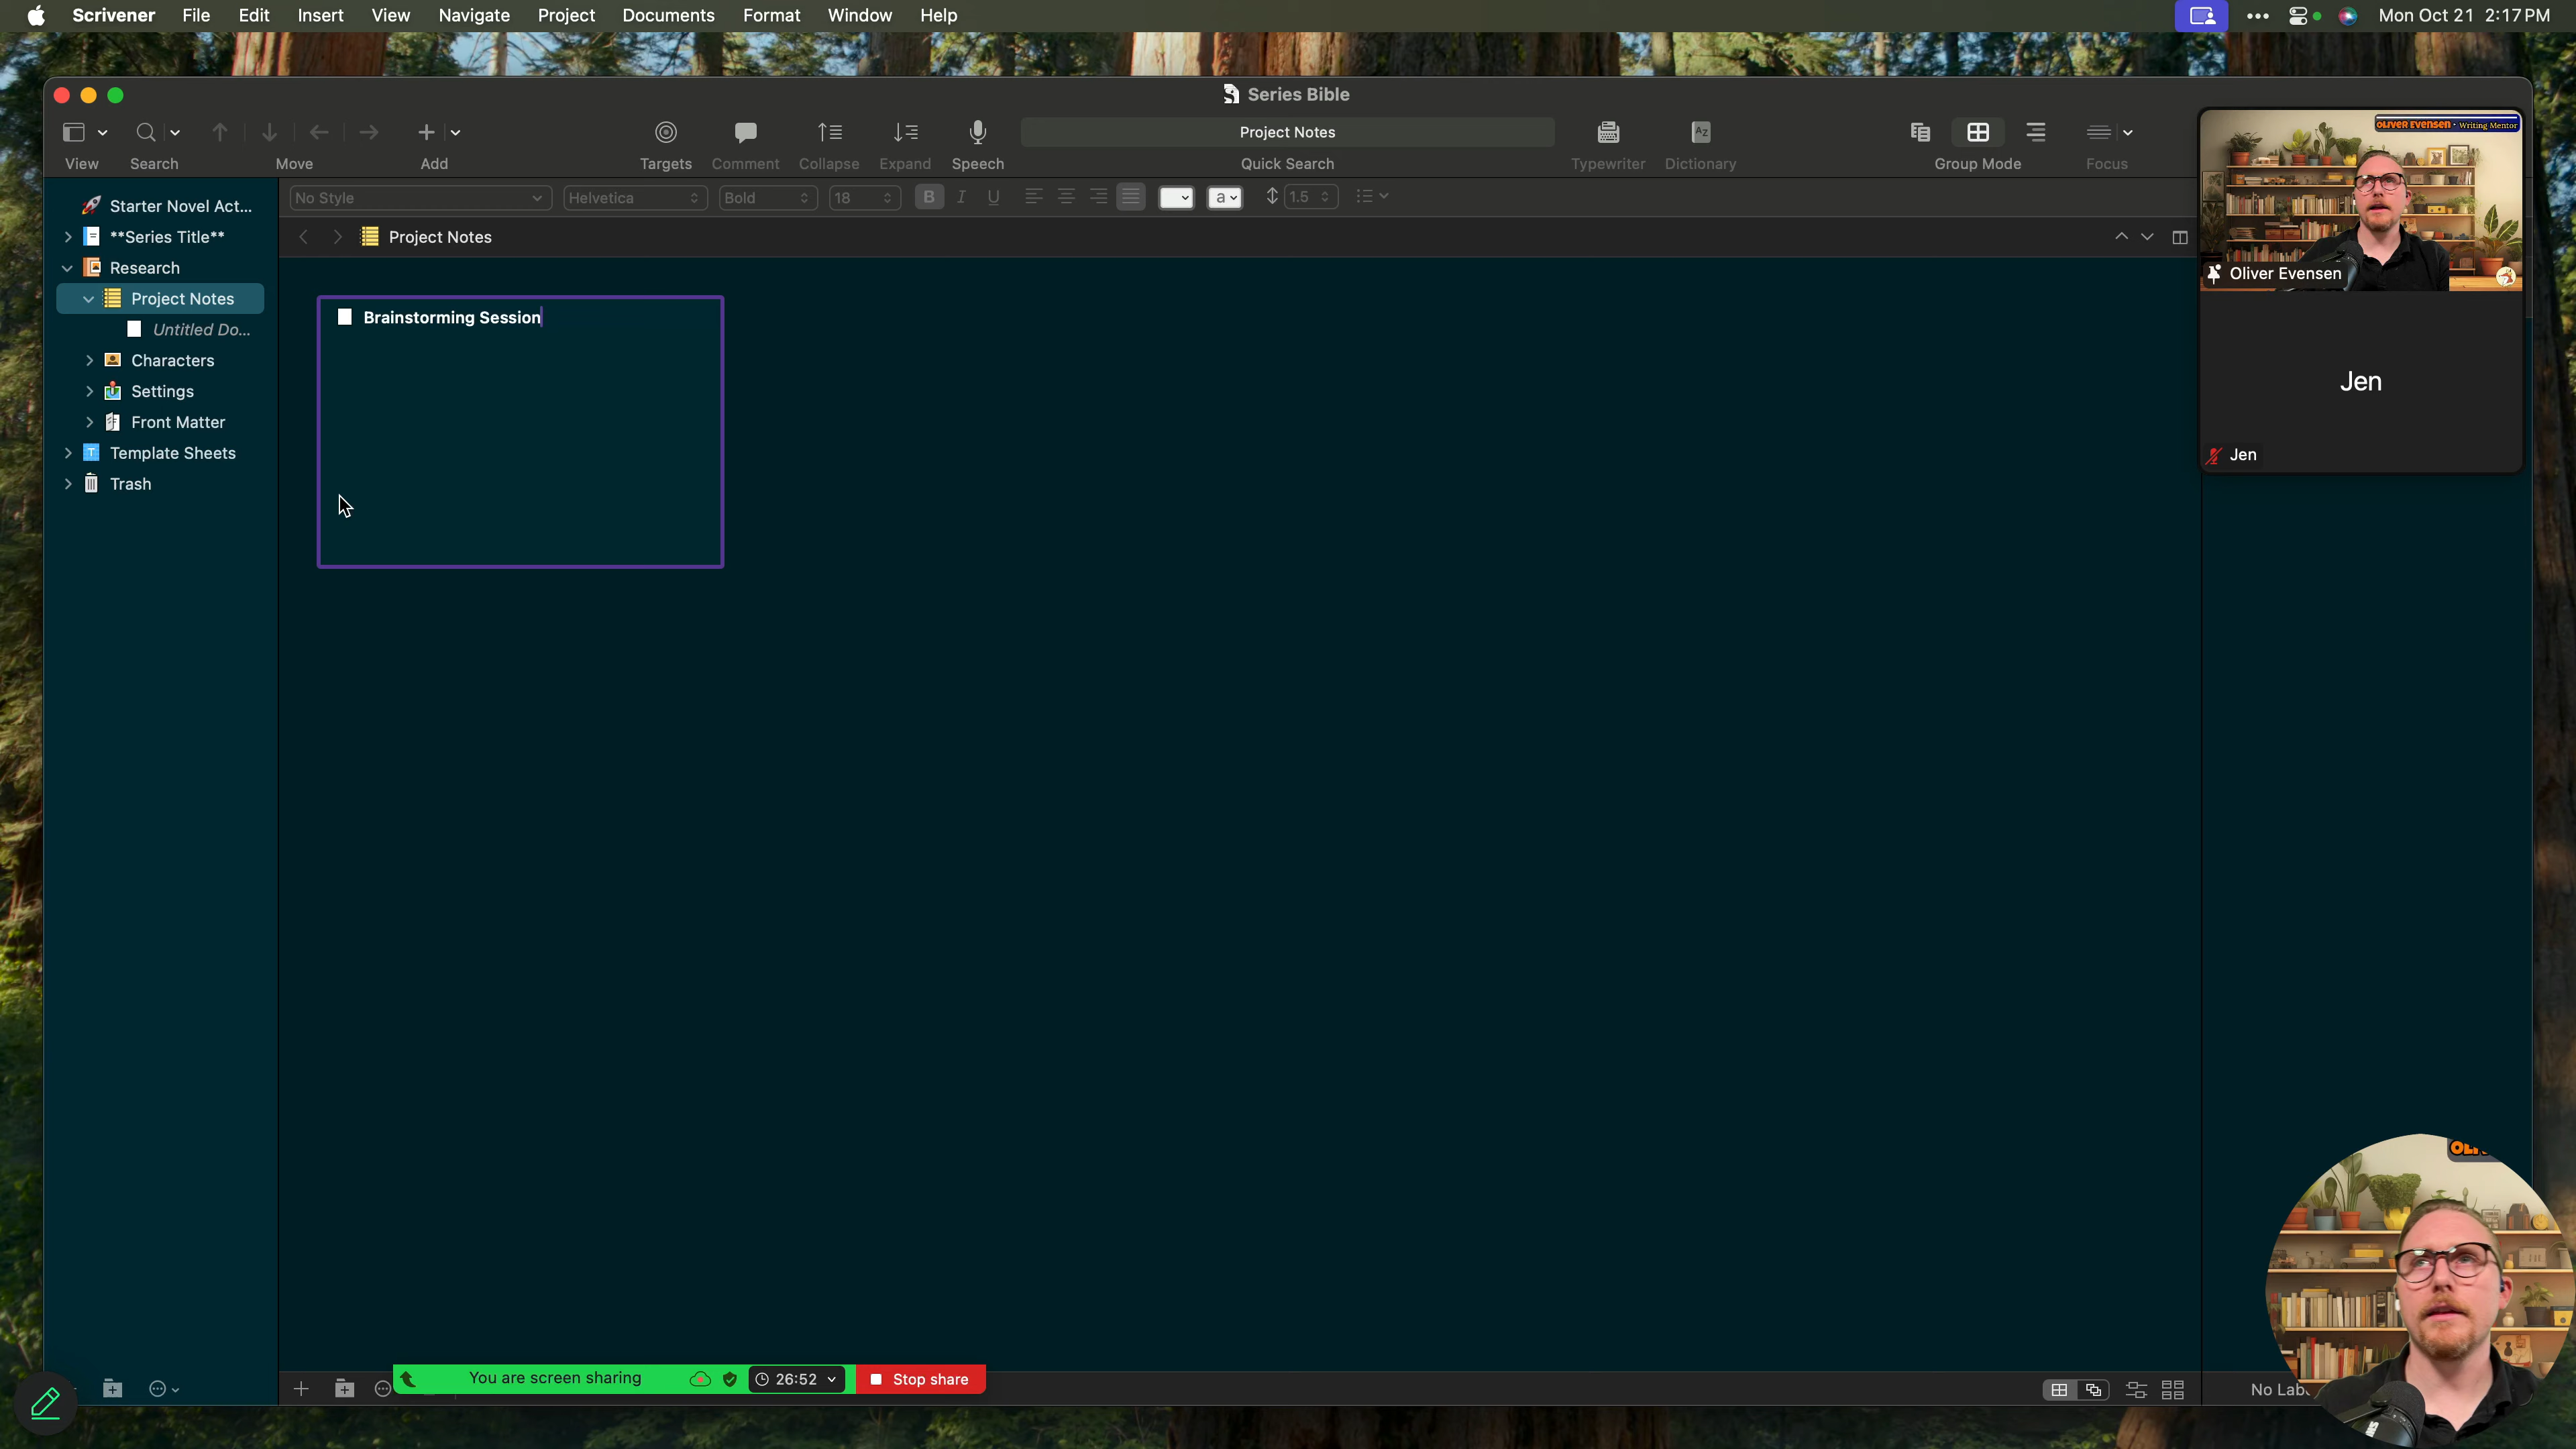 Scrivener File Edit Insert View Navigate Project Documents Format Window Help Mon Oct 21 2:17 PM
Series Bible
Project Notes
View Search Move Add Targets Comment Collapse Expand Speech Quick Search Typewriter Dictionary Group Mode Focus
No Style Helvetica Bold 18 B I U a 1.5
Starter Novel Act...
**Series Title**
Research
Project Notes
Untitled Do...
Characters
Settings
Front Matter
Template Sheets
Trash
Project Notes
Brainstorming Session
OLIVER EVENSEN • Writing Mentor
Oliver Evensen
Jen
Jen
You are screen sharing 26:52 Stop share